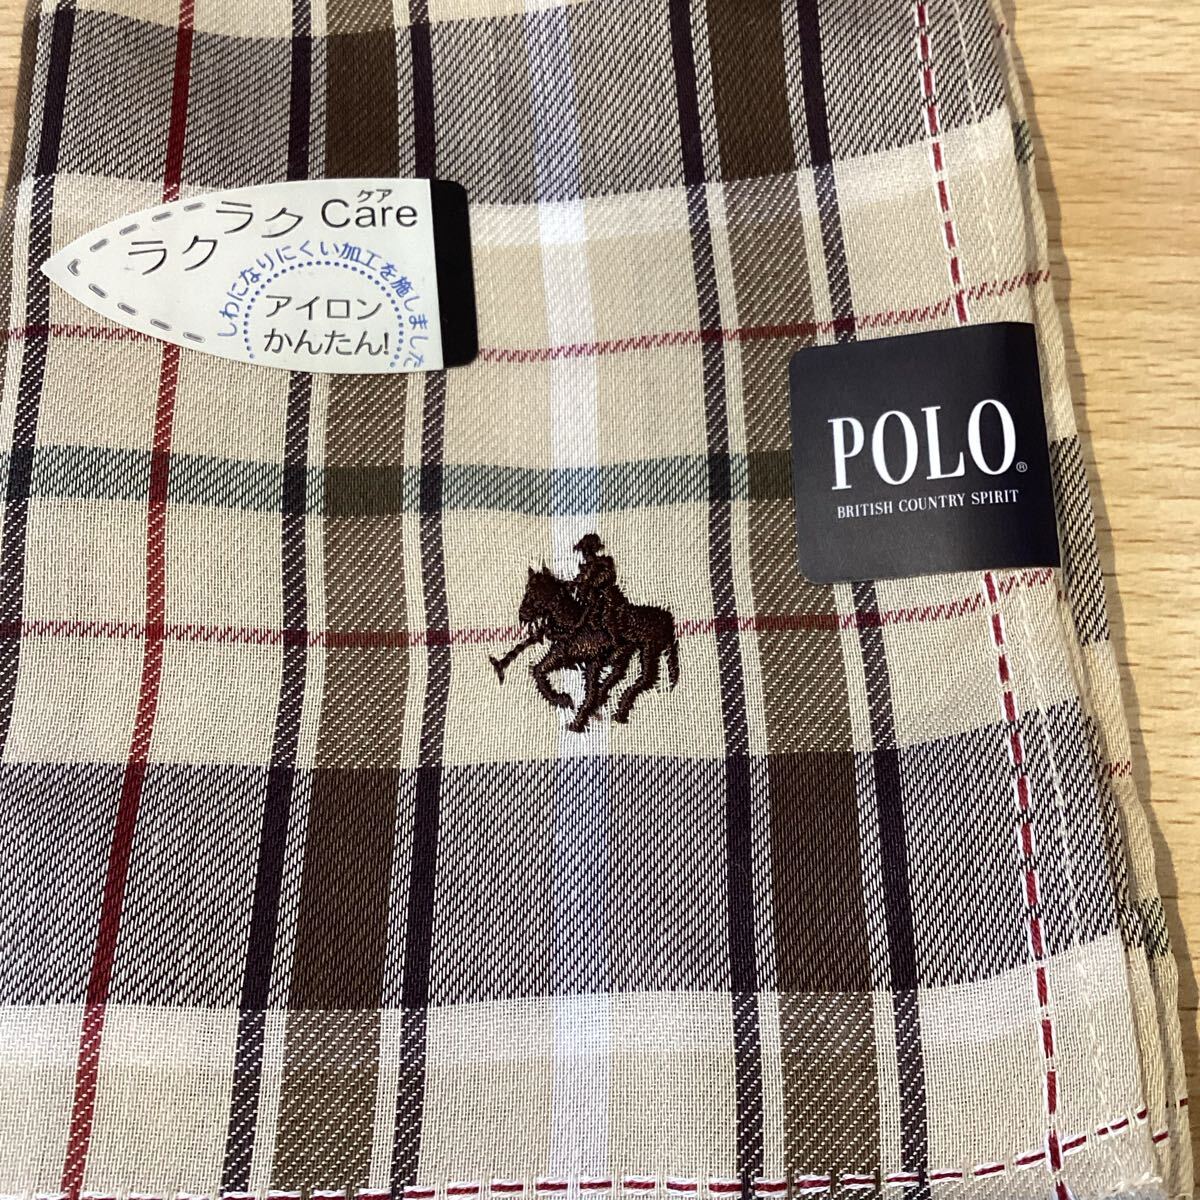 ラクラク Care
ケア
しわになりにくい加工を施しました
アイロン
かんたん!
POLO®
BRITISH COUNTRY SPIRIT